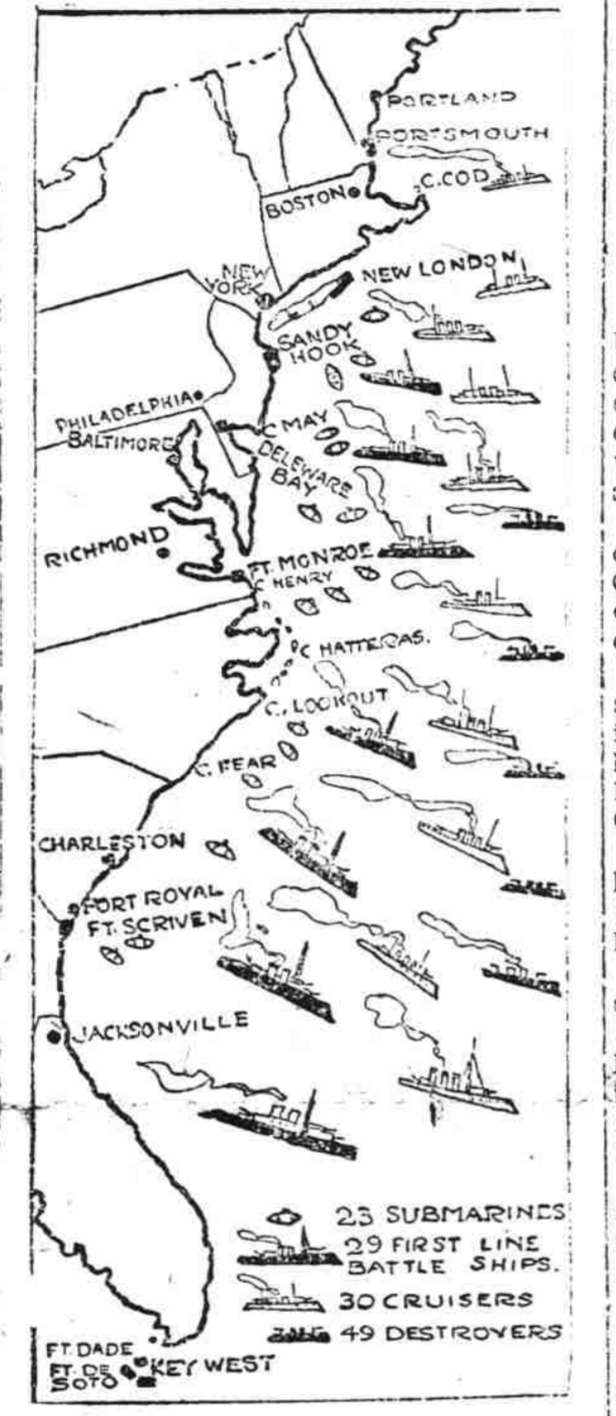 PORTLAND
PORTSMOUTH
C. COD
BOSTON
NEW LONDON
NEW
YORK
SANDY
HOOK
PHILADELPHIA
C MAY
BALTIMORE
DELEWARE
BAY
RICHMOND
FT. MONROE
C HENRY
C HATTERAS.
C. LOOKOUT
C. FEAR
CHARLESTON
PORT ROYAL
FT. SCRIVEN
JACKSONVILLE
23 SUBMARINES
29 FIRST LINE
BATTLE SHIPS.
30 CRUISERS
49 DESTROYERS
FT. DADE
FT. DE
SOTO
KEY WEST